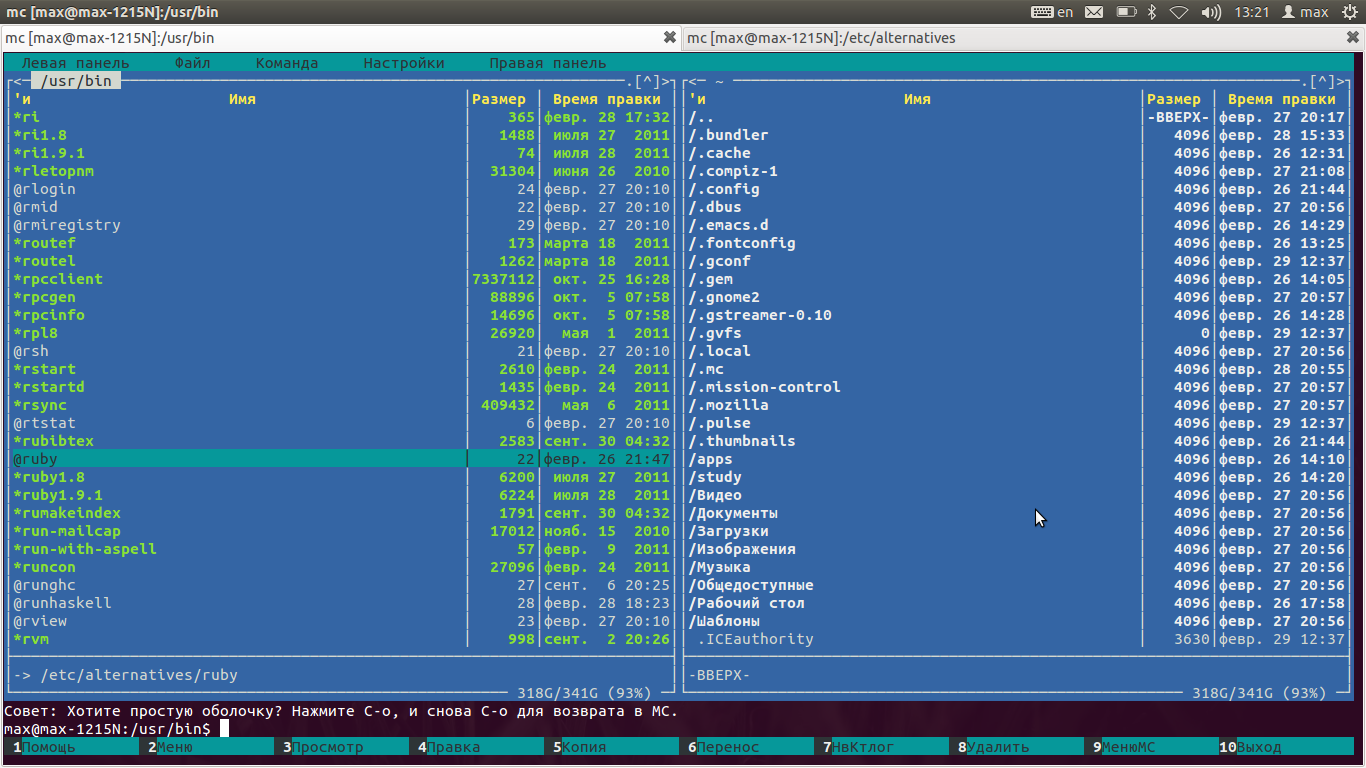 mc [max@max-1215N]:/usr/bin en 13:21 max
mc [max@max-1215N]:/usr/bin mc [max@max-1215N]:/etc/alternatives
Левая панель Файл Команда Настройки Правая панель
<─ /usr/bin .[^]> <─ ~ .[^]>
'и Имя Размер Время правки 'и Имя Размер Время правки
*ri 365 февр. 28 17:32 /.. -ВВЕРХ- февр. 27 20:17
*ri1.8 1488 июля 27 2011 /.bundler 4096 февр. 28 15:33
*ri1.9.1 74 июля 28 2011 /.cache 4096 февр. 26 12:31
*rletopnm 31304 июня 26 2010 /.compiz-1 4096 февр. 27 21:08
@rlogin 24 февр. 27 20:10 /.config 4096 февр. 26 21:44
@rmid 22 февр. 27 20:10 /.dbus 4096 февр. 27 20:56
@rmiregistry 29 февр. 27 20:10 /.emacs.d 4096 февр. 26 14:29
*routef 173 марта 18 2011 /.fontconfig 4096 февр. 26 13:25
*routel 1262 марта 18 2011 /.gconf 4096 февр. 29 12:37
*rpcclient 7337112 окт. 25 16:28 /.gem 4096 февр. 26 14:05
*rpcgen 88896 окт. 5 07:58 /.gnome2 4096 февр. 27 20:57
*rpcinfo 14696 окт. 5 07:58 /.gstreamer-0.10 4096 февр. 26 14:28
*rpl8 26920 мая 1 2011 /.gvfs 0 февр. 29 12:37
@rsh 21 февр. 27 20:10 /.local 4096 февр. 27 20:56
*rstart 2610 февр. 24 2011 /.mc 4096 февр. 28 20:55
*rstartd 1435 февр. 24 2011 /.mission-control 4096 февр. 27 20:57
*rsync 409432 мая 6 2011 /.mozilla 4096 февр. 27 20:57
@rtstat 6 февр. 27 20:10 /.pulse 4096 февр. 29 12:37
*rubibtex 2583 сент. 30 04:32 /.thumbnails 4096 февр. 26 21:44
@ruby 22 февр. 26 21:47 /apps 4096 февр. 26 14:10
*ruby1.8 6200 июля 27 2011 /study 4096 февр. 26 14:20
*ruby1.9.1 6224 июля 28 2011 /Видео 4096 февр. 27 20:56
*rumakeindex 1791 сент. 30 04:32 /Документы 4096 февр. 27 20:56
*run-mailcap 17012 нояб. 15 2010 /Загрузки 4096 февр. 27 20:56
*run-with-aspell 57 февр. 9 2011 /Изображения 4096 февр. 27 20:56
*runcon 27096 февр. 24 2011 /Музыка 4096 февр. 27 20:56
@runghc 27 сент. 6 20:25 /Общедоступные 4096 февр. 27 20:56
@runhaskell 28 февр. 28 18:23 /Рабочий стол 4096 февр. 26 17:58
@rview 23 февр. 27 20:10 /Шаблоны 4096 февр. 27 20:56
*rvm 998 сент. 2 20:26 .ICEauthority 3630 февр. 29 12:37
-> /etc/alternatives/ruby -ВВЕРХ-
318G/341G (93%) 318G/341G (93%)
Совет: Хотите простую оболочку? Нажмите C-o, и снова C-o для возврата в MC.
max@max-1215N:/usr/bin$
1Помощь 2Меню 3Просмотр 4Правка 5Копия 6Перенос 7НвКтлог 8Удалить 9МенюMC 10Выход